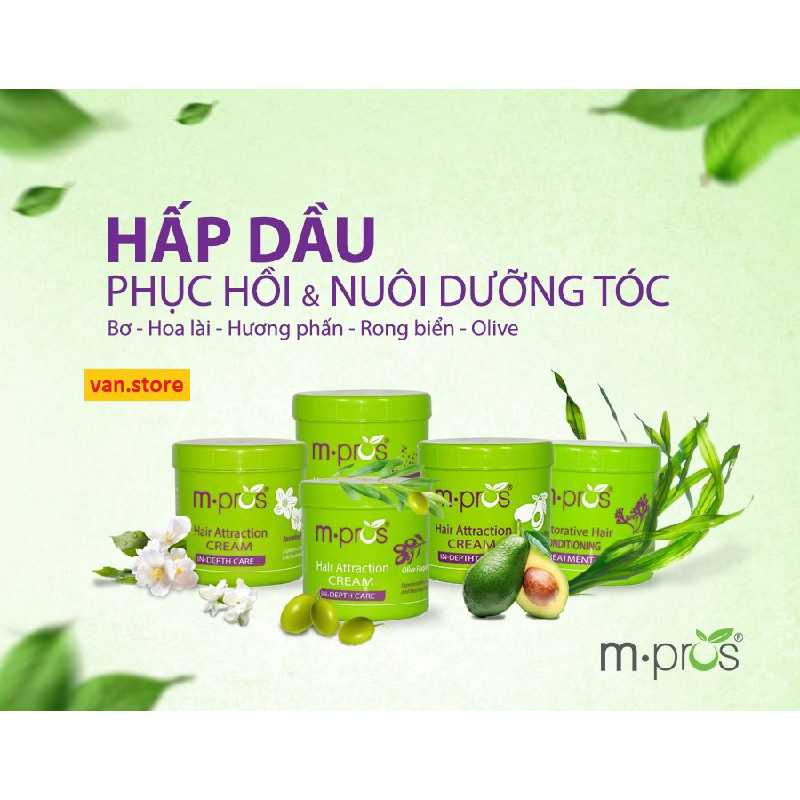 HẤP DẦU
PHỤC HỒI & NUÔI DƯỠNG TÓC
Bơ - Hoa lài - Hương phấn - Rong biển - Olive
van.store
m·pros
m·pros®
Hair Attraction
CREAM
IN-DEPTH CARE
m·pros®
Hair Attraction
CREAM
IN-DEPTH CARE
m·pros®
Hair Attraction
CREAM
IN-DEPTH CARE
m·pros®
Hair
CONDITIONING
TREATMENT
m·pros®